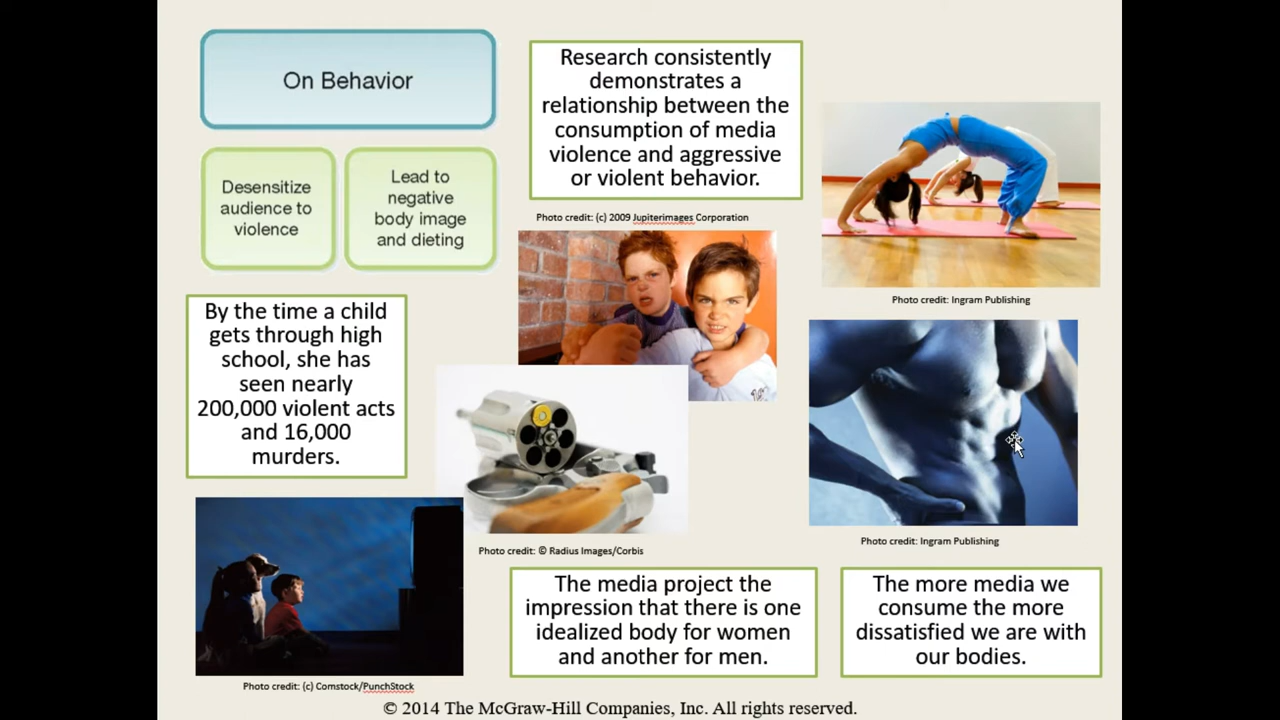 On Behavior
Desensitize
audience to
violence
Lead to
negative
body image
and dieting
Research consistently
demonstrates a
relationship between the
consumption of media
violence and aggressive
or violent behavior.
Photo credit: (c) 2009 Jupiterimages Corporation
Photo credit: Ingram Publishing
By the time a child
gets through high
school, she has
seen nearly
200,000 violent acts
and 16,000
murders.
Photo credit: © Radius Images/Corbis
Photo credit: Ingram Publishing
The media project the
impression that there is one
idealized body for women
and another for men.
The more media we
consume the more
dissatisfied we are with
our bodies.
Photo credit: (c) Comstock/PunchStock
© 2014 The McGraw-Hill Companies, Inc. All rights reserved.